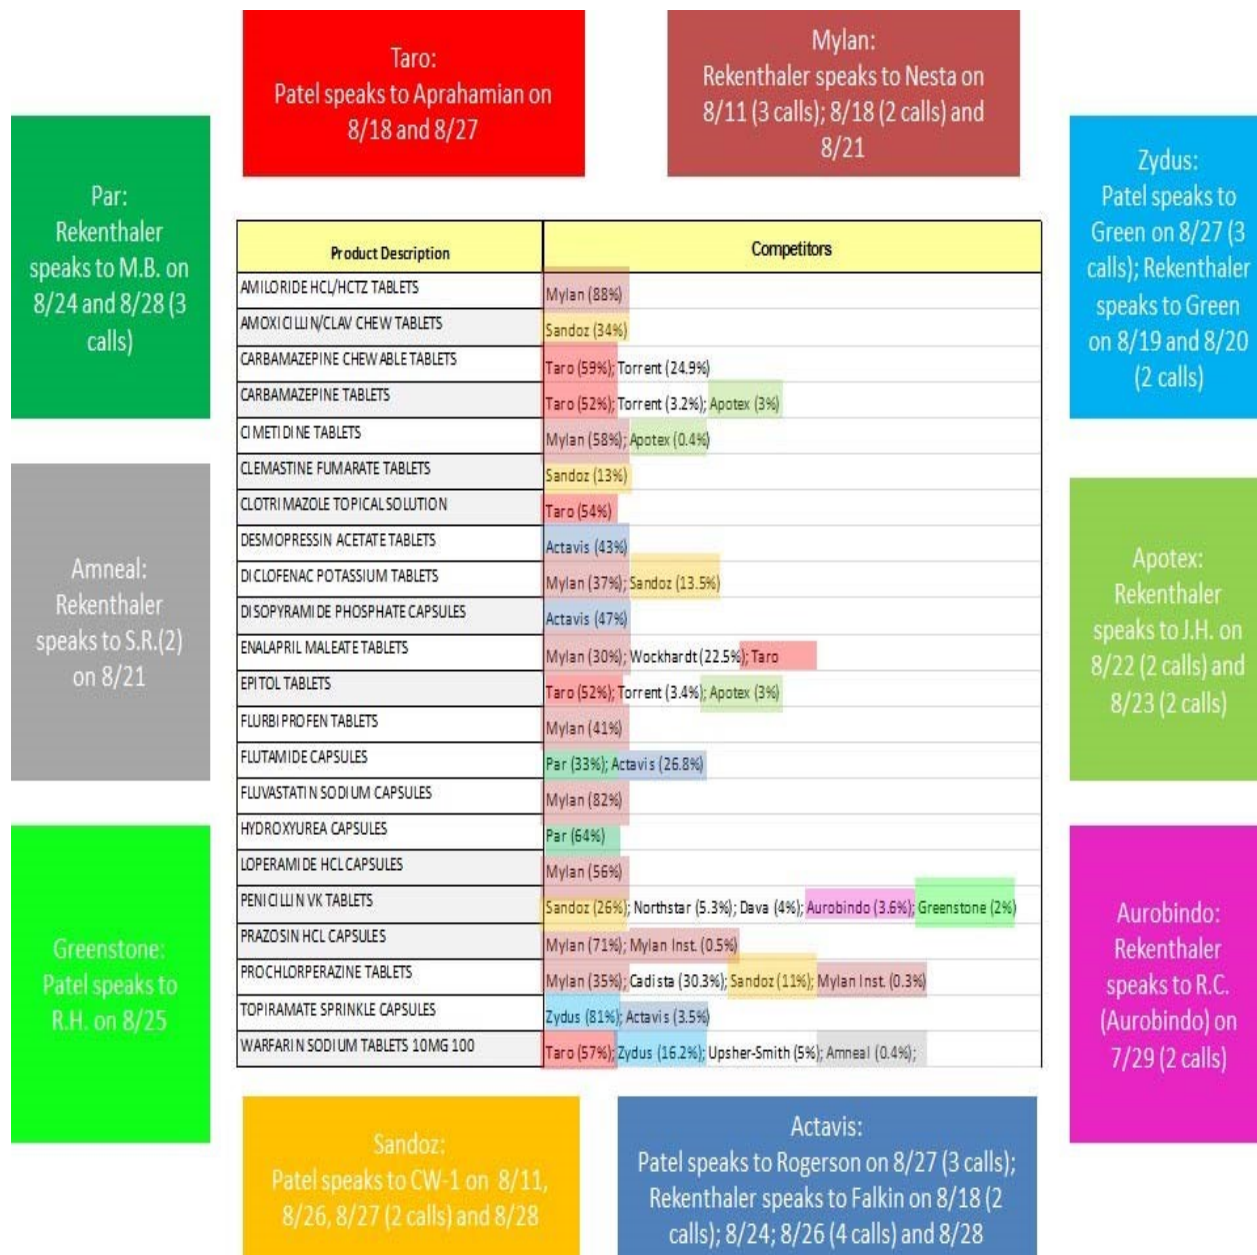 Taro:
Patel speaks to Aprahamian on
8/18 and 8/27
Mylan:
Rekenthaler speaks to Nesta on
8/11 (3 calls); 8/18 (2 calls) and
8/21
Par:
Rekenthaler
speaks to M.B. on
8/24 and 8/28 (3
calls)
Zydus:
Patel speaks to
Green on 8/27 (3
calls); Rekenthaler
speaks to Green
on 8/19 and 8/20
(2 calls)
Amneal:
Rekenthaler
speaks to S.R.(2)
on 8/21
Apotex:
Rekenthaler
speaks to J.H. on
8/22 (2 calls) and
8/23 (2 calls)
Greenstone:
Patel speaks to
R.H. on 8/25
Aurobindo:
Rekenthaler
speaks to R.C.
(Aurobindo) on
7/29 (2 calls)
Product Description Competitors
AMILORIDE HCL/HCTZ TABLETS Mylan (88%)
AMOXICILLIN/CLAV CHEW TABLETS Sandoz (34%)
CARBAMAZEPINE CHEWABLE TABLETS Taro (59%); Torrent (24.9%)
CARBAMAZEPINE TABLETS Taro (52%); Torrent (3.2%); Apotex (3%)
CIMETIDINE TABLETS Mylan (58%); Apotex (0.4%)
CLEMASTINE FUMARATE TABLETS Sandoz (13%)
CLOTRIMAZOLE TOPICAL SOLUTION Taro (54%)
DESMOPRESSIN ACETATE TABLETS Actavis (43%)
DICLOFENAC POTASSIUM TABLETS Mylan (37%); Sandoz (13.5%)
DISOPYRAMIDE PHOSPHATE CAPSULES Actavis (47%)
ENALAPRIL MALEATE TABLETS Mylan (30%); Wockhardt (22.5%); Taro
EPITOL TABLETS Taro (52%); Torrent (3.4%); Apotex (3%)
FLURBIPROFEN TABLETS Mylan (41%)
FLUTAMIDE CAPSULES Par (33%); Actavis (26.8%)
FLUVASTATIN SODIUM CAPSULES Mylan (82%)
HYDROXYUREA CAPSULES Par (64%)
LOPERAMIDE HCL CAPSULES Mylan (56%)
PENICILLIN VK TABLETS Sandoz (26%); Northstar (5.3%); Dava (4%); Aurobindo (3.6%); Greenstone (2%)
PRAZOSIN HCL CAPSULES Mylan (71%); Mylan Inst. (0.5%)
PROCHLORPERAZINE TABLETS Mylan (35%); Cadista (30.3%); Sandoz (11%); Mylan Inst. (0.3%)
TOPIRAMATE SPRINKLE CAPSULES Zydus (81%); Actavis (3.5%)
WARFARIN SODIUM TABLETS 10MG 100 Taro (57%); Zydus (16.2%); Upsher-Smith (5%); Amneal (0.4%);
Sandoz:
Patel speaks to CW-1 on 8/11,
8/26, 8/27 (2 calls) and 8/28
Actavis:
Patel speaks to Rogerson on 8/27 (3 calls);
Rekenthaler speaks to Falkin on 8/18 (2
calls); 8/24; 8/26 (4 calls) and 8/28